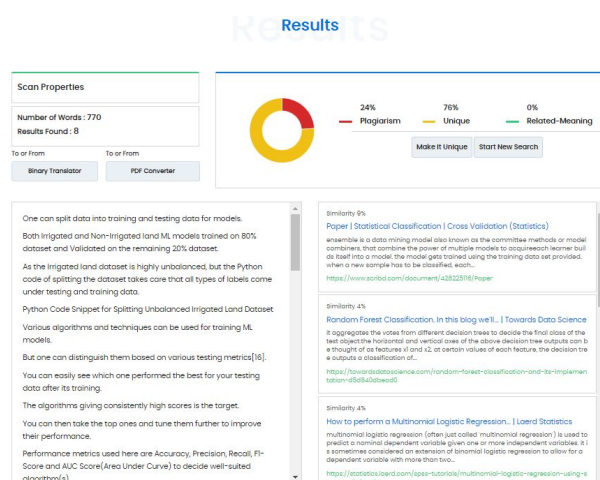 Results
Scan Properties
Number of Words : 770
Results Found : 8
To or From
To or From
Binary Translator
PDF Converter
24%
76%
0%
Plagiarism
Unique
Related-Meaning
Make It Unique
Start New Search
One can split data into training and testing data for models.
Both Irrigated and Non-Irrigated land ML models trained on 80%
dataset and Validated on the remaining 20% dataset.
As the Irrigated land dataset is highly unbalanced, but the Python
code of splitting the dataset takes care that all types of labels come
under testing and training data.
Python Code Snippet for Splitting Unbalanced Irrigated Land Dataset
Various algorithms and techniques can be used for training ML
models.
But one can distinguish them based on various testing metrics[16].
You can easily see which one performed the best for your testing
data after its training.
The algorithms giving consistently high scores is the target.
You can then take the top ones and tune them further to improve
their performance.
Performance metrics used here are Accuracy, Precision, Recall, F1-
Score and AUC Score(Area Under Curve) to decide well-suited
algorithm(s)
Similarity 9%
Paper | Statistical Classification | Cross Validation (Statistics)
ensemble is a data mining model also known as the committee methods or model
combiners, that combine the power of multiple models to acquireeach learner buil
ds itself into a model. the model gets trained using the training data set provided.
when a new sample has to be classified, each...
https://www.scribd.com/document/428225118/Paper
Similarity 4%
Random Forest Classification. In this blog we'll... | Towards Data Science
it aggregates the votes from different decision trees to decide the final class of the
test object.the horizontal and vertical axes of the above decision tree outputs can b
e thought of as features x1 and x2. at certain values of each feature, the decision tre
e outputs a classification of...
https://towardsdatascience.com/random-forest-classification-and-its-implemen
tation-d5d840dbead0
Similarity 4%
How to perform a Multinomial Logistic Regression... | Laerd Statistics
multinomial logistic regression (often just called 'multinomial regression') is used to
predict a nominal dependent variable given one or more independent variables. it i
s sometimes considered an extension of binomial logistic regression to allow for a
dependent variable with more than two...
https://statistics.laerd.com/spss-tutorials/multinomial-logistic-regression-using-s